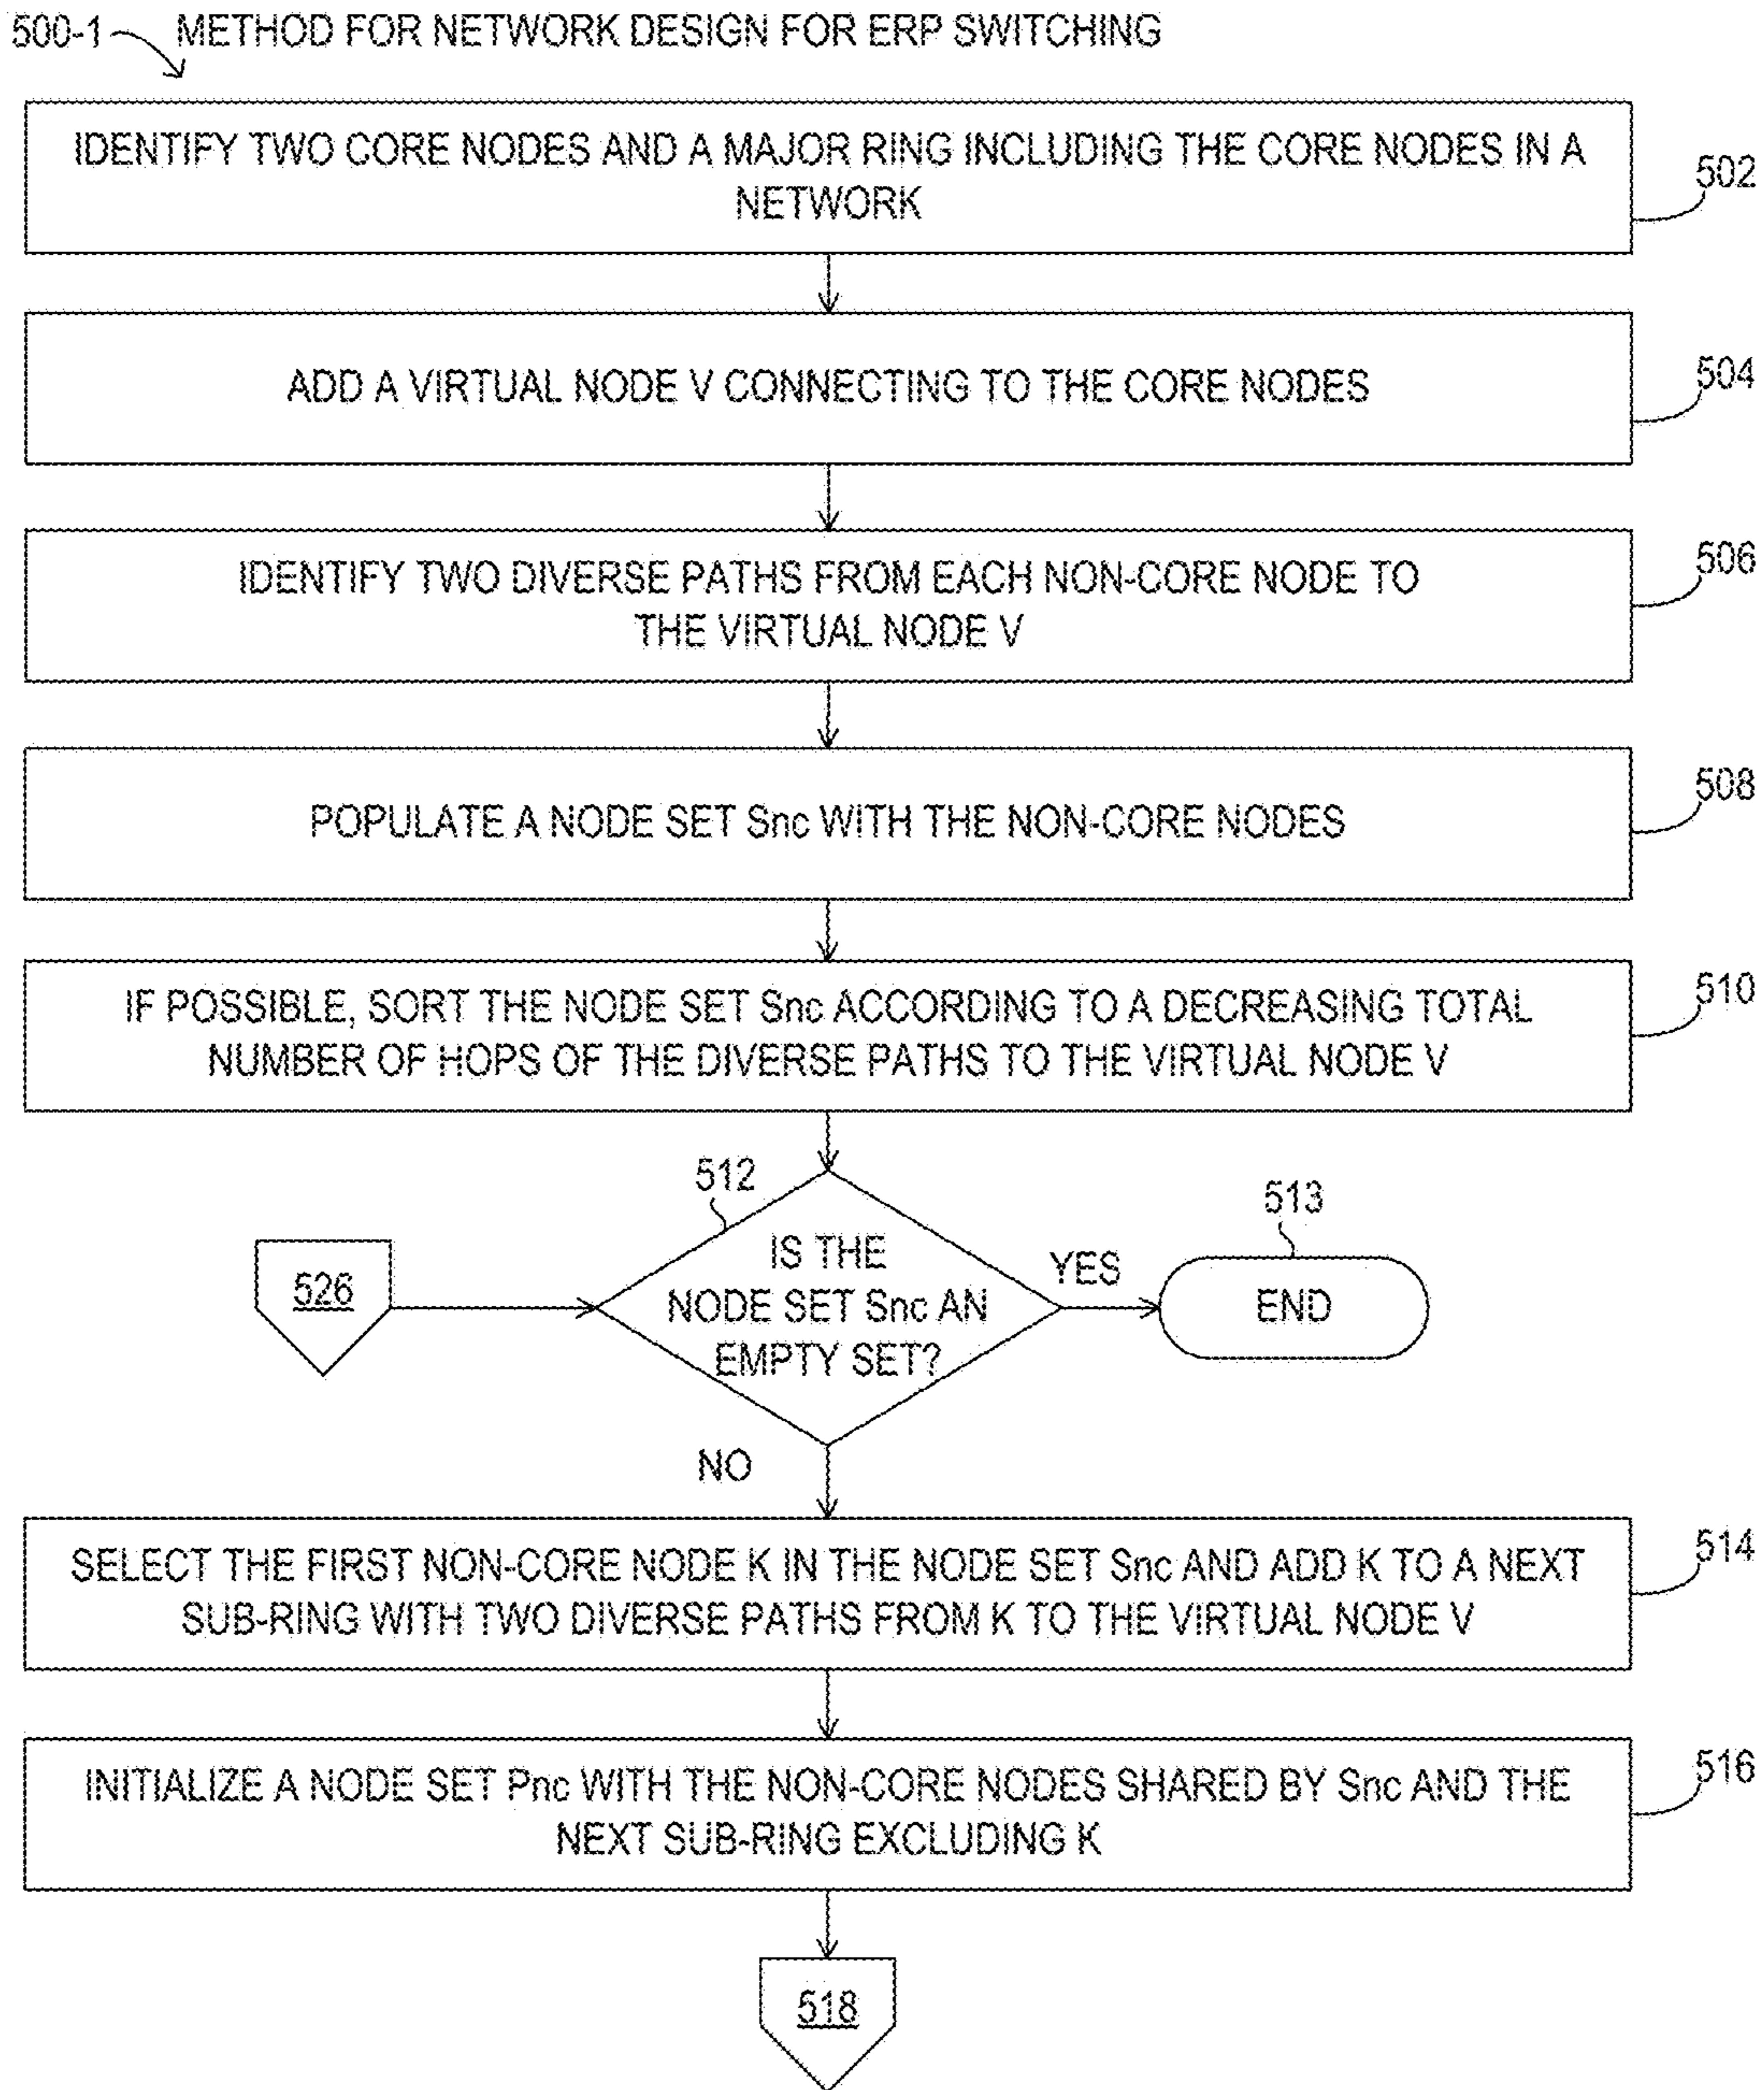 500-1 METHOD FOR NETWORK DESIGN FOR ERP SWITCHING
IDENTIFY TWO CORE NODES AND A MAJOR RING INCLUDING THE CORE NODES IN A
NETWORK
502
ADD A VIRTUAL NODE V CONNECTING TO THE CORE NODES
504
IDENTIFY TWO DIVERSE PATHS FROM EACH NON-CORE NODE TO
THE VIRTUAL NODE V
506
POPULATE A NODE SET Snc WITH THE NON-CORE NODES
508
IF POSSIBLE, SORT THE NODE SET Snc ACCORDING TO A DECREASING TOTAL
NUMBER OF HOPS OF THE DIVERSE PATHS TO THE VIRTUAL NODE V
510
512
513
526
IS THE
NODE SET Snc AN
EMPTY SET?
YES
END
NO
SELECT THE FIRST NON-CORE NODE K IN THE NODE SET Snc AND ADD K TO A NEXT
SUB-RING WITH TWO DIVERSE PATHS FROM K TO THE VIRTUAL NODE V
514
INITIALIZE A NODE SET Pnc WITH THE NON-CORE NODES SHARED BY Snc AND THE
NEXT SUB-RING EXCLUDING K
516
518